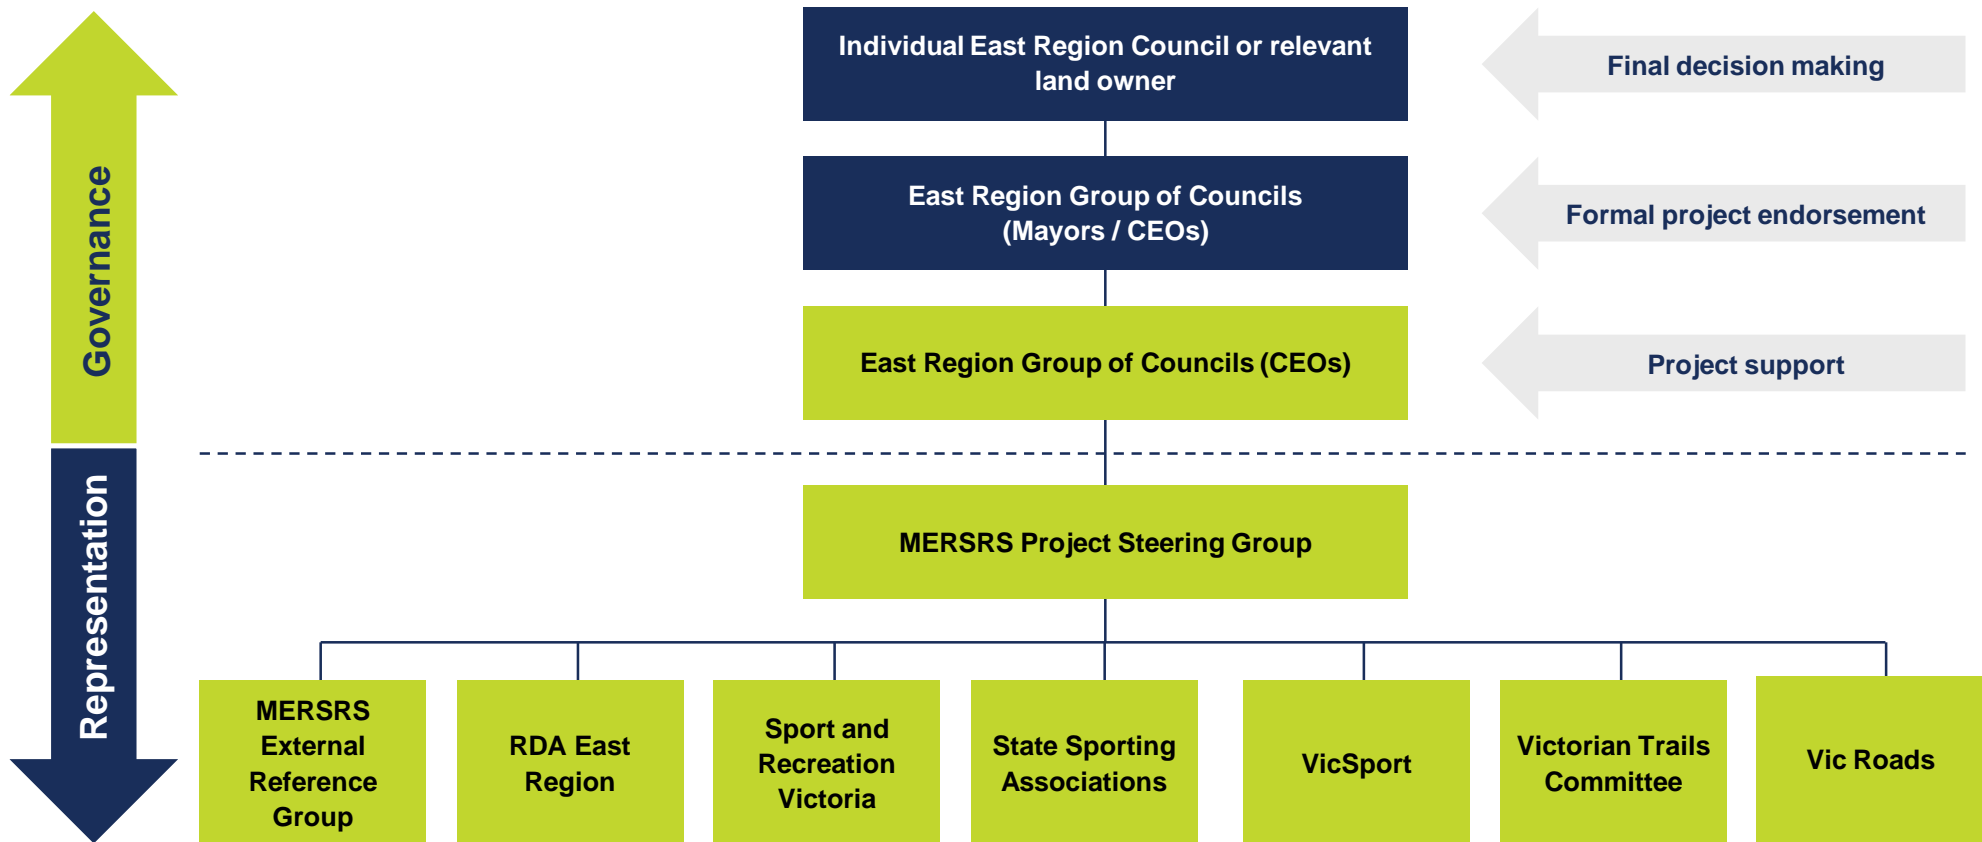 Individual East Region Council or relevant
land owner
Final decision making
East Region Group of Councils
(Mayors / CEOs)
Formal project endorsement
Governance
East Region Group of Councils (CEOs)
Project support
Representation
MERSRS Project Steering Group
MERSRS
External
Reference
Group
RDA East
Region
Sport and
Recreation
Victoria
State Sporting
Associations
VicSport
Victorian Trails
Committee
Vic Roads